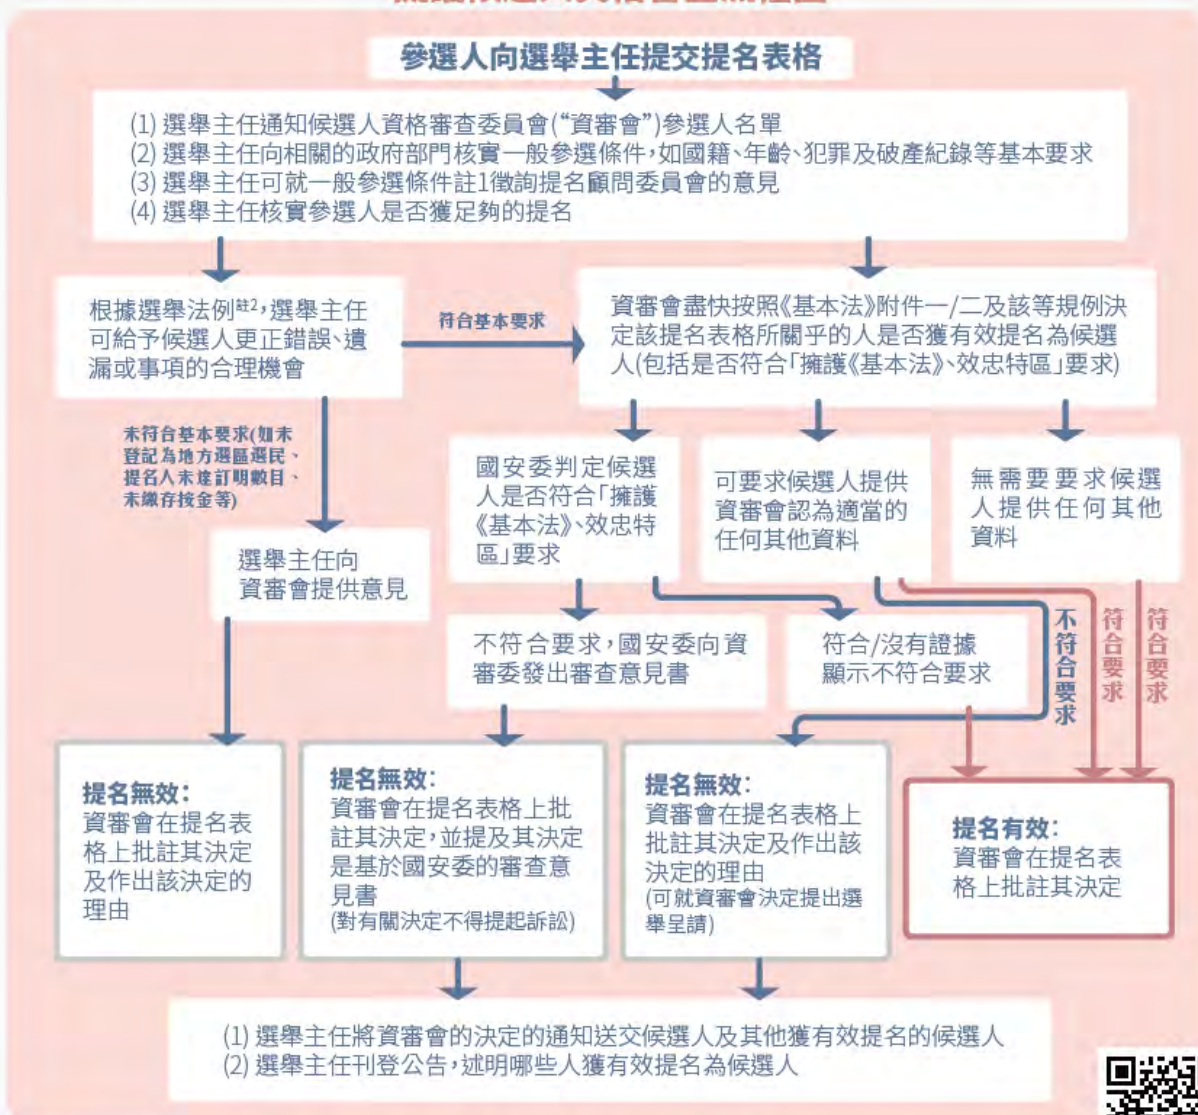 參選人向選舉主任提交提名表格
(1) 選舉主任通知候選人資格審查委員會(“資審會”)參選人名單
(2) 選舉主任向相關的政府部門核實一般參選條件,如國籍、年齡、犯罪及破產紀錄等基本要求
(3) 選舉主任可就一般參選條件註1徵詢提名顧問委員會的意見
(4) 選舉主任核實參選人是否獲足夠的提名
根據選舉法例註2,選舉主任
可給予候選人更正錯誤、遺
漏或事項的合理機會
符合基本要求
資審會盡快按照《基本法》附件一/二及該等規例決
定該提名表格所關乎的人是否獲有效提名為候選
人(包括是否符合「擁護《基本法》、效忠特區」要求)
未符合基本要求(如未
登記為地方選區選民、
提名人未達訂明數目、
未繳存按金等)
國安委判定候選
人是否符合「擁護
《基本法》、效忠特
區」要求
可要求候選人提供
資審會認為適當的
任何其他資料
無需要要求候選
人提供任何其他
資料
選舉主任向
資審會提供意見
不符合要求,國安委向資
審委發出審查意見書
符合/沒有證據
顯示不符合要求
不符合要求
符合要求
符合要求
提名無效:
資審會在提名表
格上批註其決定
及作出該決定的
理由
提名無效:
資審會在提名表格上批
註其決定,並提及其決定
是基於國安委的審查意
見書
(對有關決定不得提起訴訟)
提名無效:
資審會在提名表格上
批註其決定及作出該
決定的理由
(可就資審會決定提出選
舉呈請)
提名有效:
資審會在提名表
格上批註其決定
(1) 選舉主任將資審會的決定的通知送交候選人及其他獲有效提名的候選人
(2) 選舉主任刊登公告,述明哪些人獲有效提名為候選人